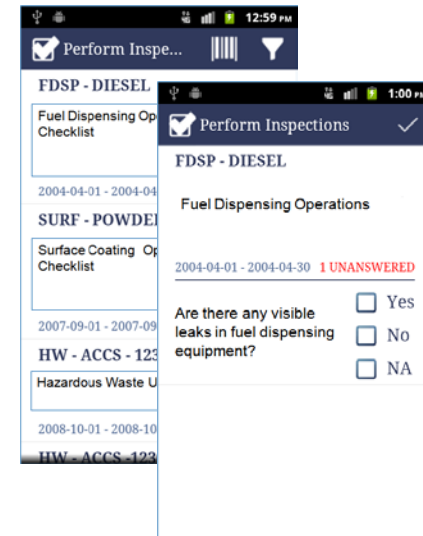 12:59 PM
Perform Inspe...
FDSP - DIESEL
Fuel Dispensing Op
Checklist
2004-04-01 - 2004-04
SURF - POWDE
Surface Coating Op
Checklist
2007-09-01 - 2007-09
HW - ACCS - 123
Hazardous Waste U
2008-10-01 - 2008-10
HW - ACCS -123
1:00 PM
Perform Inspections
FDSP - DIESEL
Fuel Dispensing Operations
2004-04-01 - 2004-04-30 1 UNANSWERED
Are there any visible
leaks in fuel dispensing
equipment?
Yes
No
NA